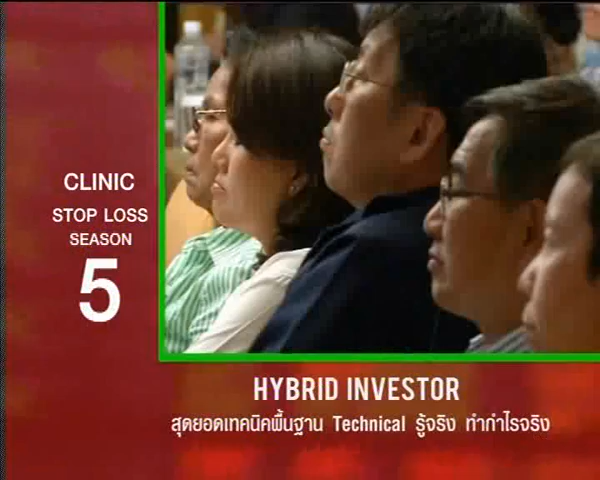 CLINIC
STOP LOSS
SEASON
5
HYBRID INVESTOR
สุดยอดเทคนิคพื้นฐาน Technical รู้จริง ทำกำไรจริง